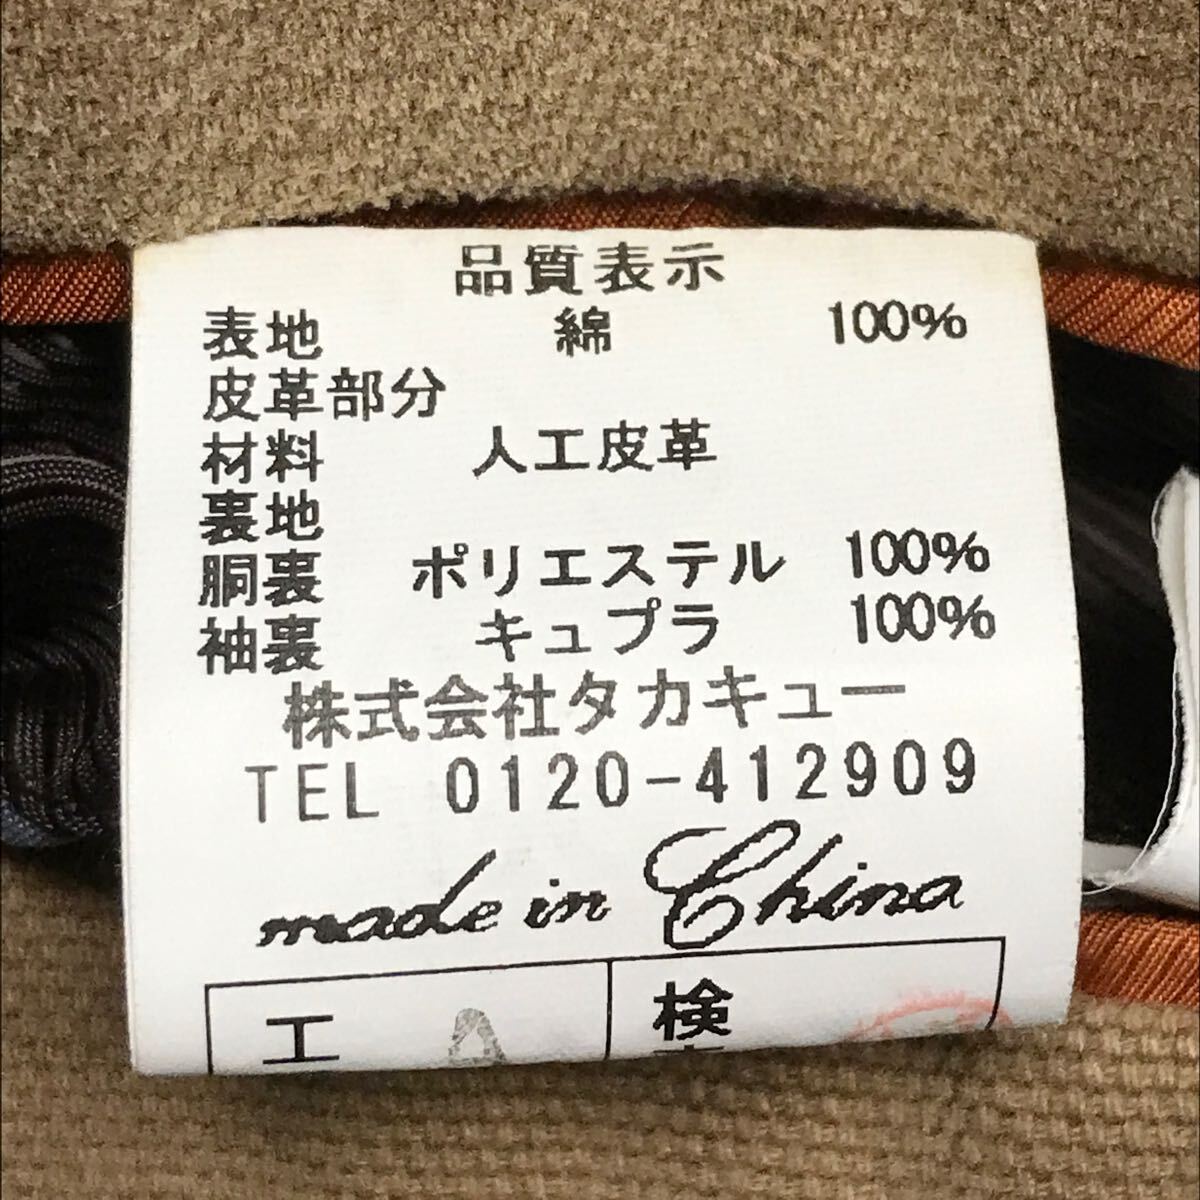 品質表示
表地 綿 100%
皮革部分
材料 人工皮革
裏地
胴裏 ポリエステル 100%
袖裏 キュプラ 100%
株式会社タカキュー
TEL 0120-412909
made in China
工 A 検